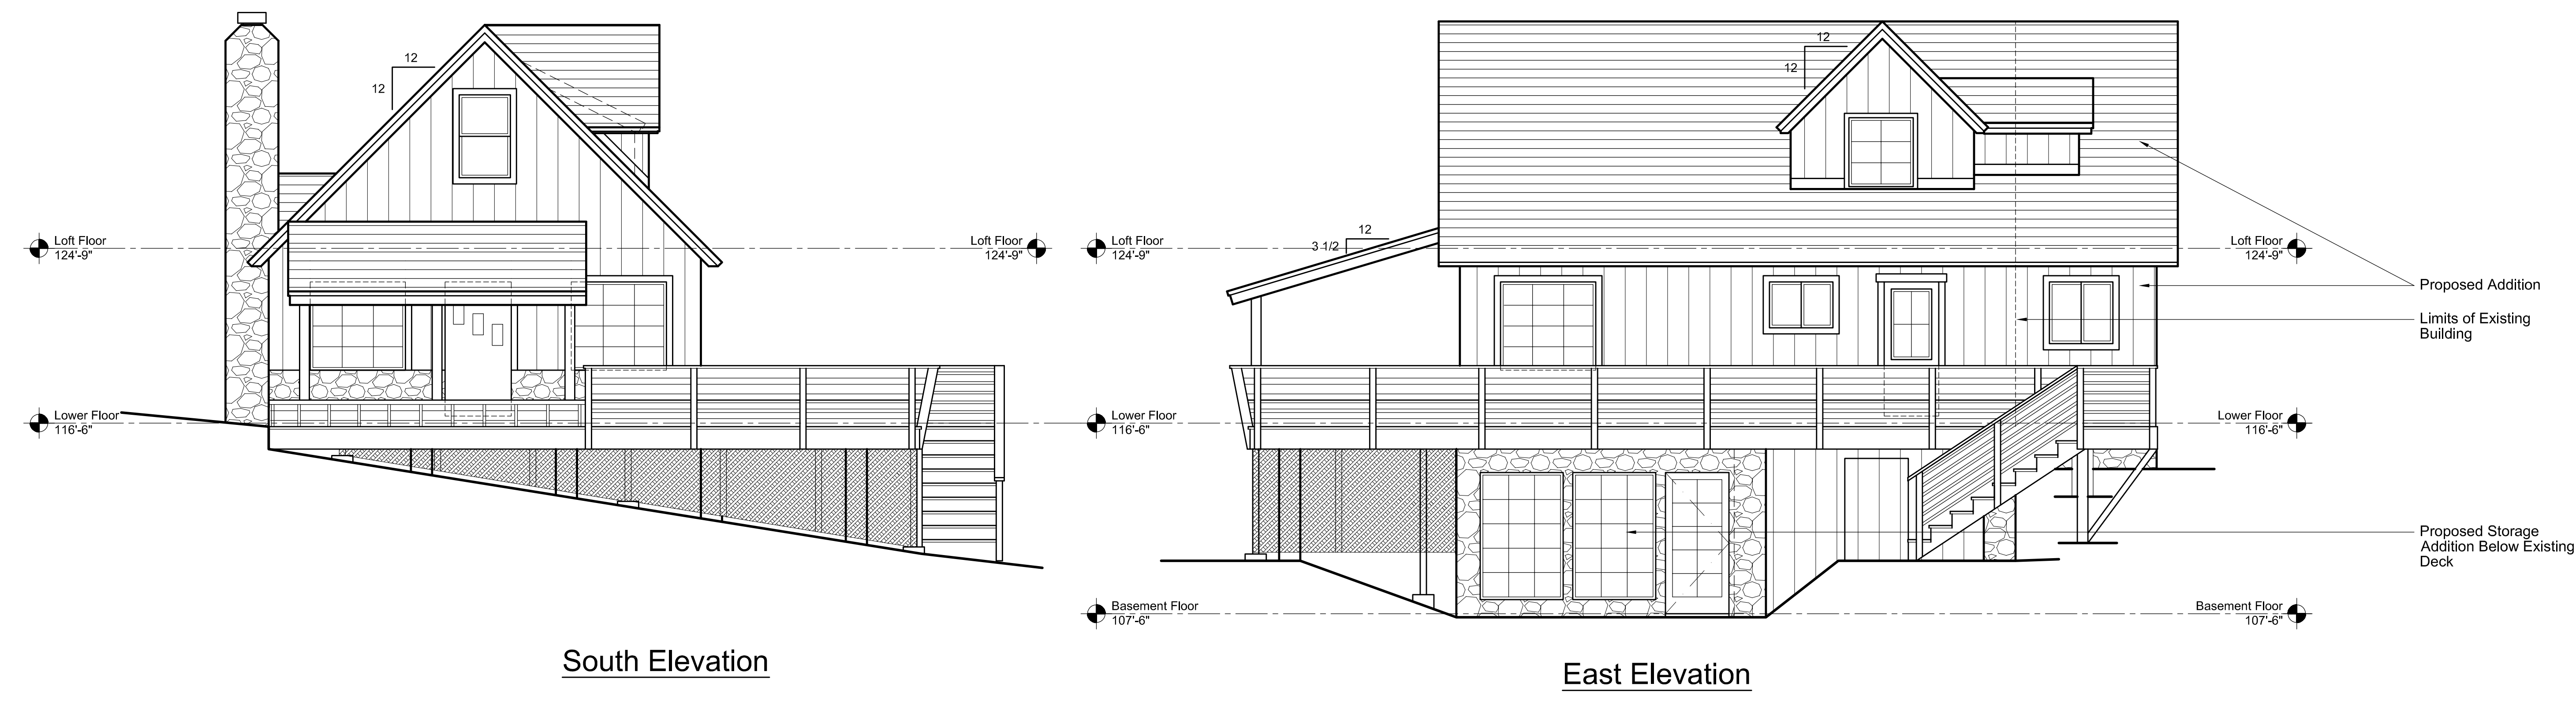 12
12
Loft Floor
124'-9"
Loft Floor
124'-9"
Lower Floor
116'-6"
South Elevation
12
12
12
3 1/2
Loft Floor
124'-9"
Loft Floor
124'-9"
Lower Floor
116'-6"
Lower Floor
116'-6"
Basement Floor
107'-6"
Basement Floor
107'-6"
Proposed Addition
Limits of Existing
Building
Proposed Storage
Addition Below Existing
Deck
East Elevation